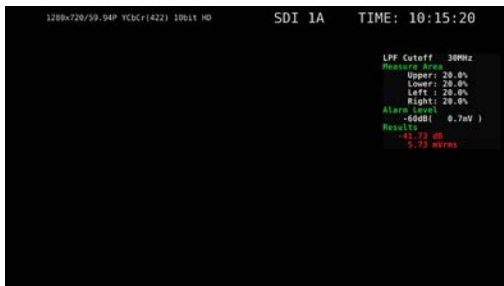 1280x720/59.94P YCbCr(422) 10bit HD SDI 1A TIME: 10:15:20
LPF Cutoff 30MHz
Measure Area
Upper: 20.0%
Lower: 20.0%
Left : 20.0%
Right: 20.0%
Alarm Level
-60dB( 0.7mV )
Results
-41.73 dB
5.73 mVrms